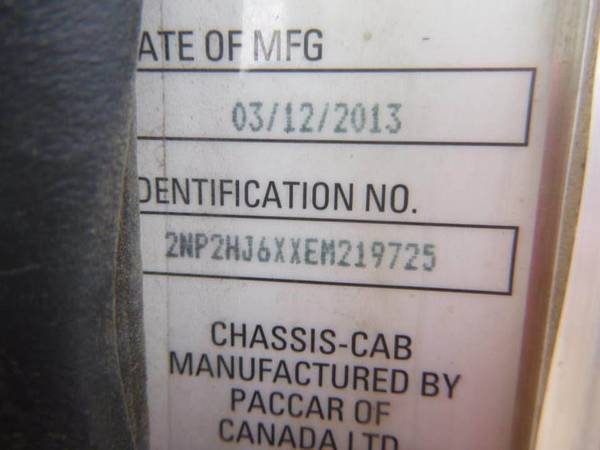 ATE OF MFG
03/12/2013
DENTIFICATION NO.
2NP2HJ6XXEM219725
CHASSIS-CAB
MANUFACTURED BY
PACCAR OF
CANADA LTD